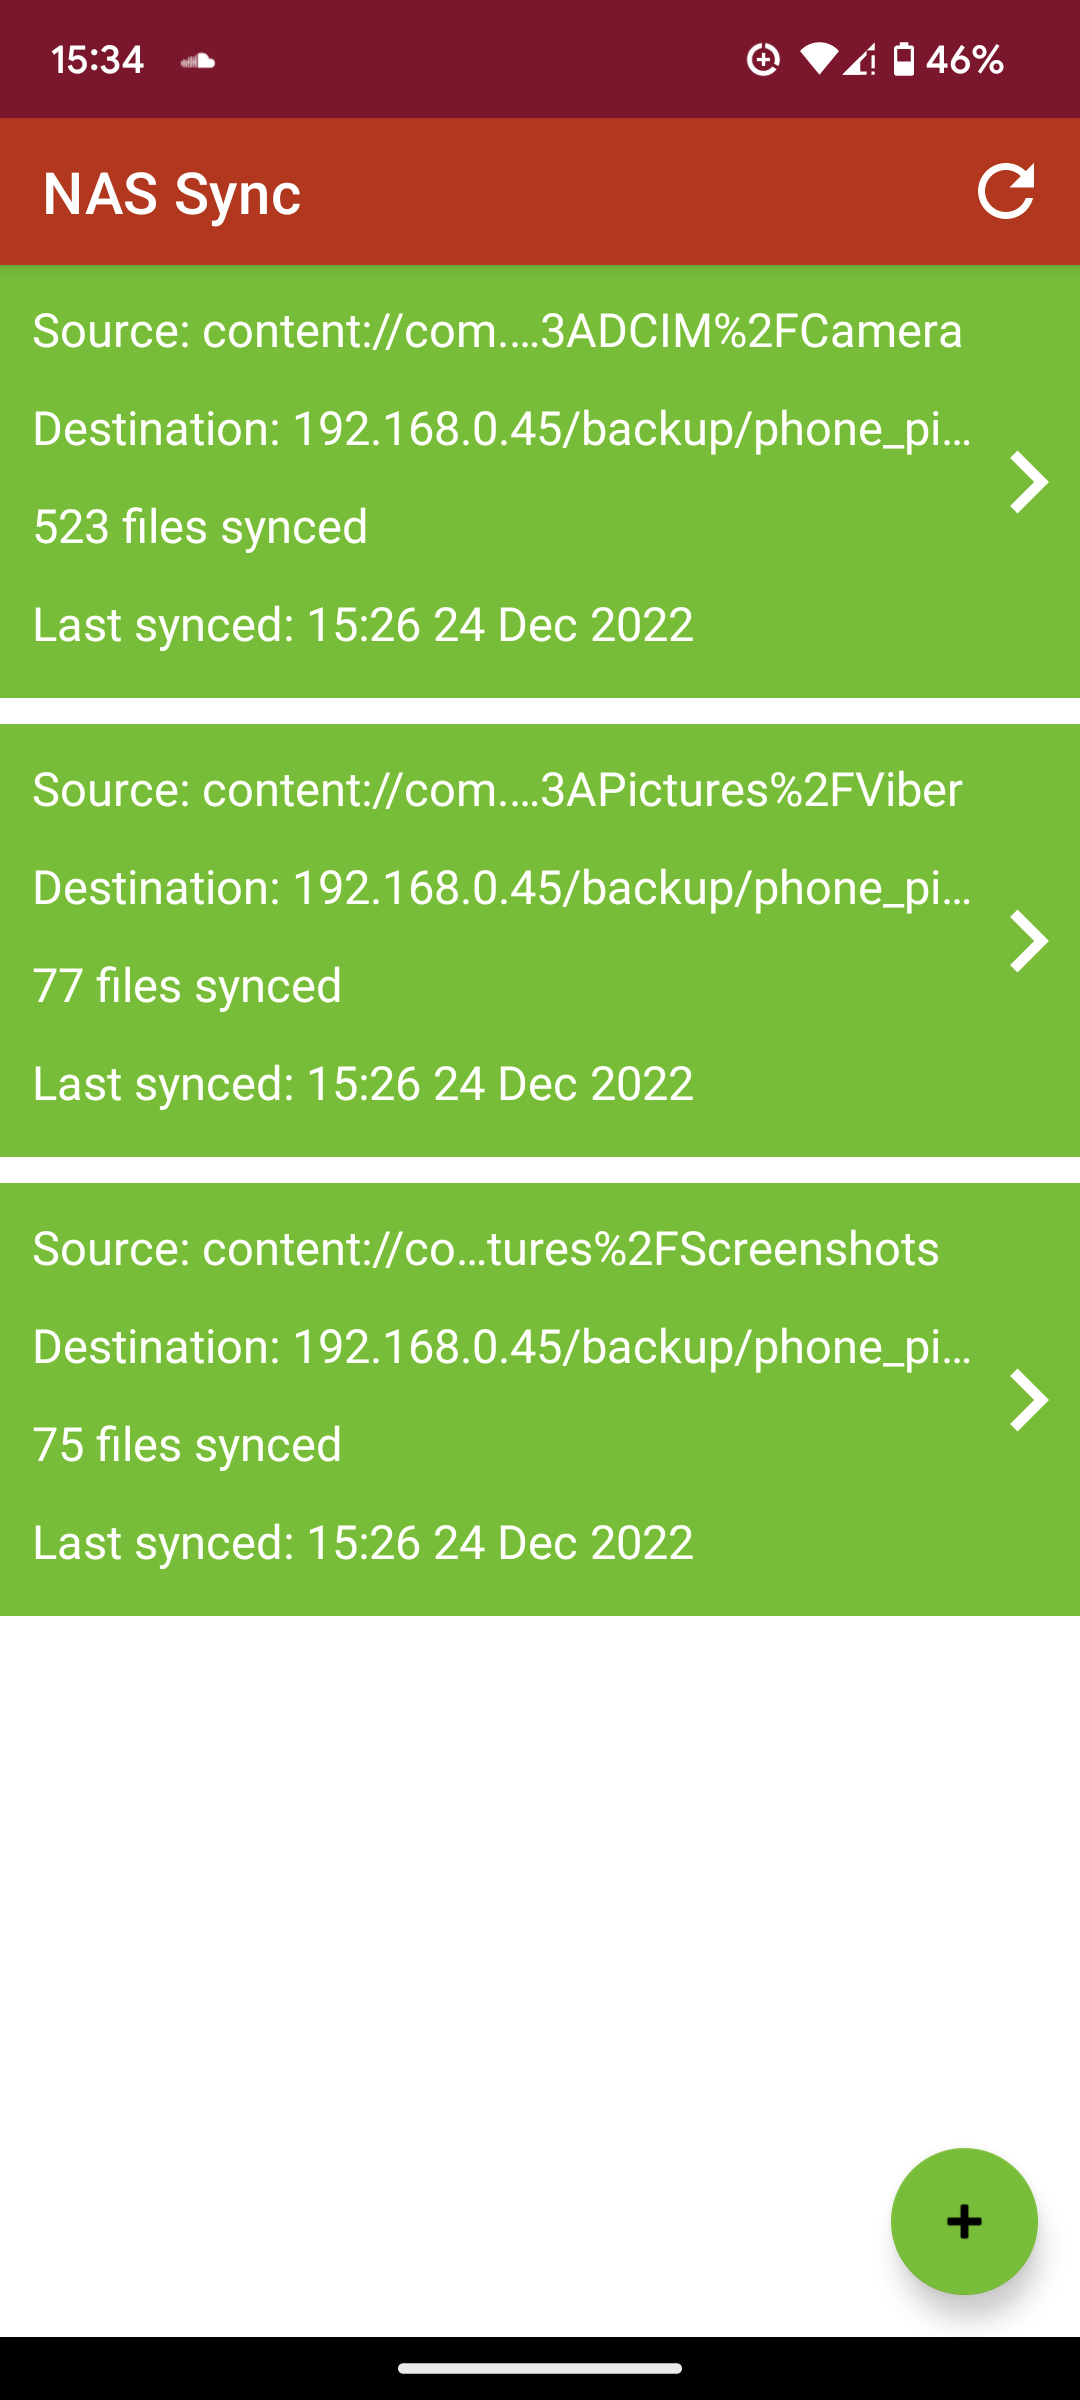 15:34
46%
NAS Sync
Source: content://com.…3ADCIM%2FCamera
Destination: 192.168.0.45/backup/phone_pi…
523 files synced
Last synced: 15:26 24 Dec 2022
Source: content://com.…3APictures%2FViber
Destination: 192.168.0.45/backup/phone_pi…
77 files synced
Last synced: 15:26 24 Dec 2022
Source: content://co…tures%2FScreenshots
Destination: 192.168.0.45/backup/phone_pi…
75 files synced
Last synced: 15:26 24 Dec 2022